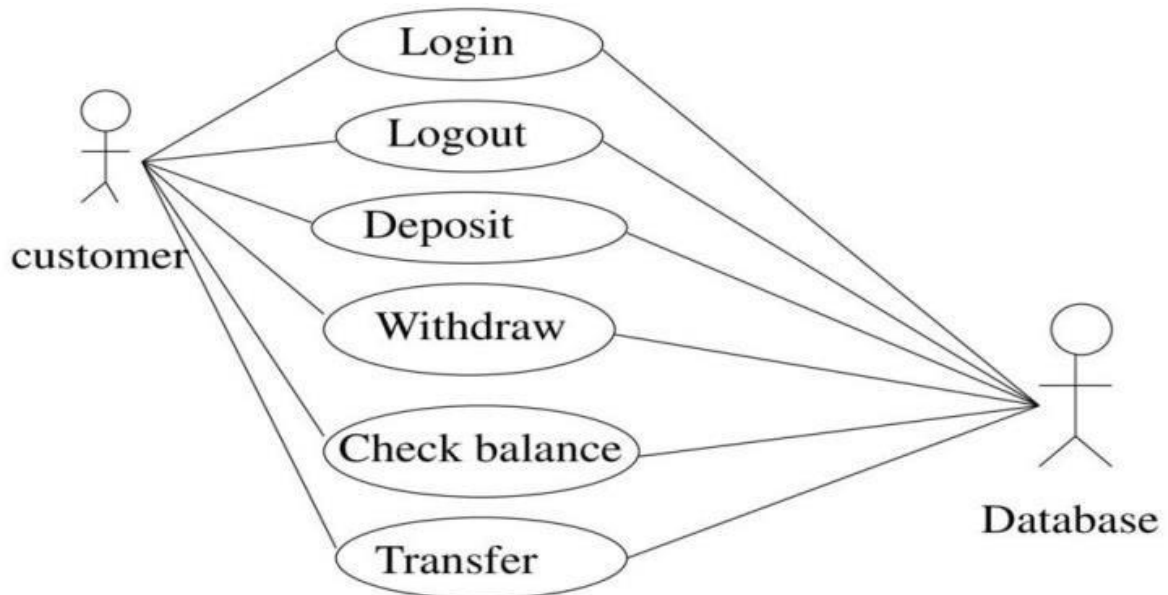 Login
Logout
Deposit
customer
Withdraw
Check balance
Database
Transfer